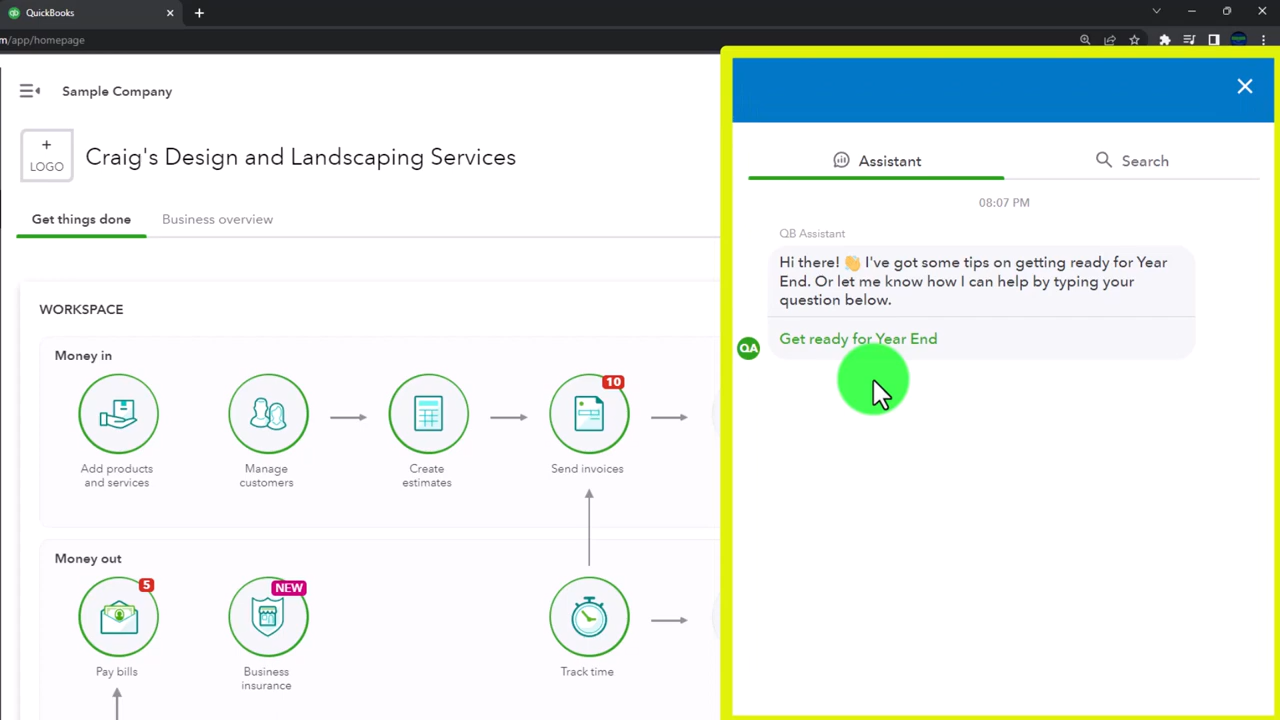 QuickBooks
m/app/homepage
Sample Company
+
LOGO
Craig's Design and Landscaping Services
Get things done
Business overview
WORKSPACE
Money in
10
Add products
and services
Manage
customers
Create
estimates
Send invoices
Money out
5
NEW
Pay bills
Business
insurance
Track time
Assistant
Search
08:07 PM
QB Assistant
Hi there! 👋 I've got some tips on getting ready for Year
End. Or let me know how I can help by typing your
question below.
Get ready for Year End
QA